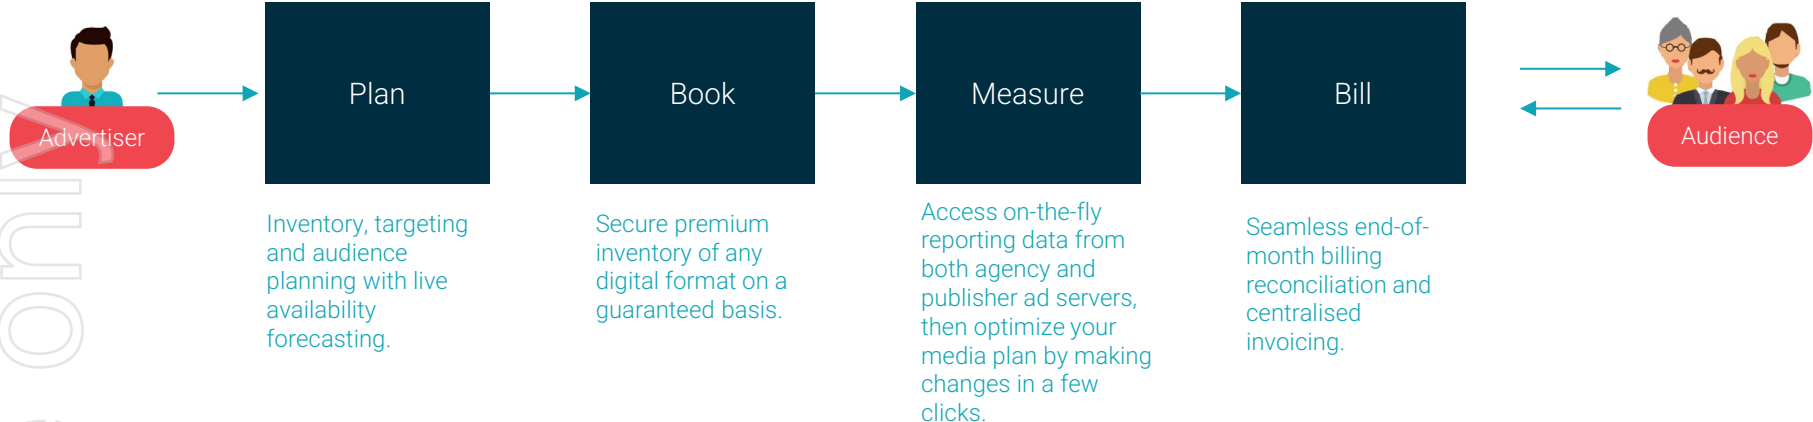 Advertiser
Plan
Book
Measure
Bill
Audience
Inventory, targeting
and audience
planning with live
availability
forecasting.
Secure premium
inventory of any
digital format on a
guaranteed basis.
Access on-the-fly
reporting data from
both agency and
publisher ad servers,
then optimize your
media plan by making
changes in a few
clicks.
Seamless end-of-
month billing
reconciliation and
centralised
invoicing.
only